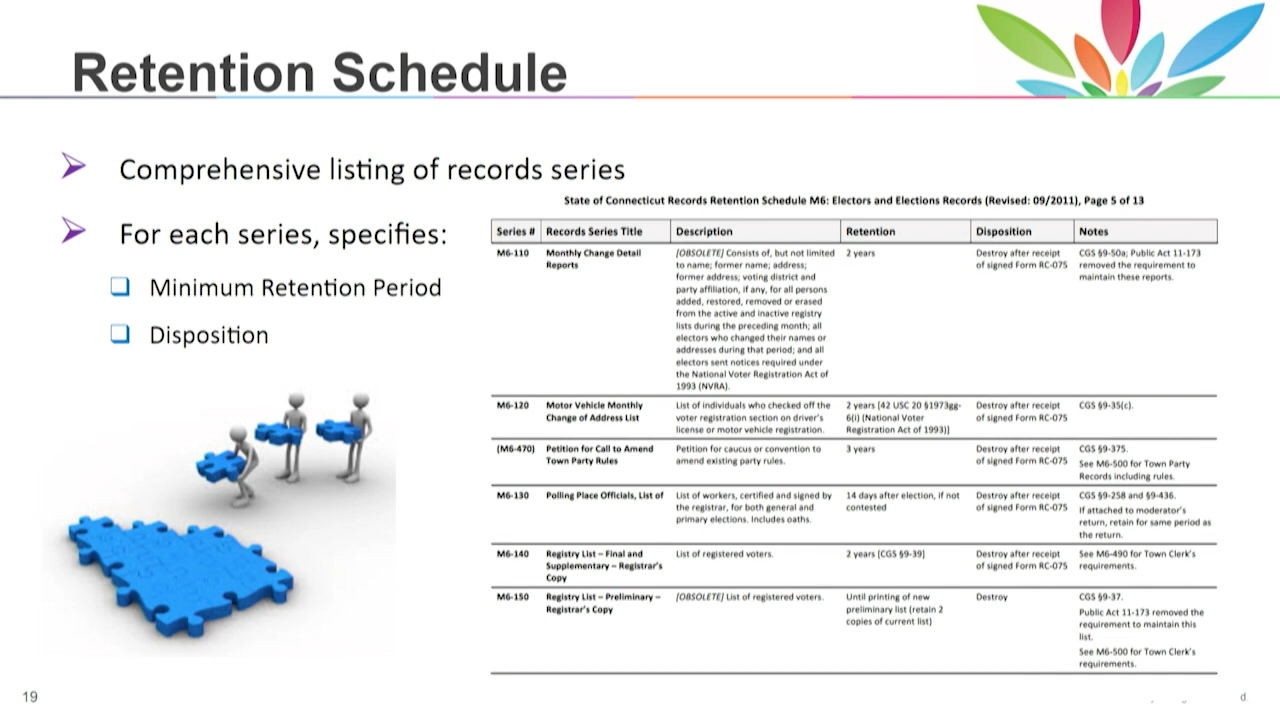 Retention Schedule
Comprehensive listing of records series
For each series, specifies:
Minimum Retention Period
Disposition
State of Connecticut Records Retention Schedule M6: Electors and Elections Records (Revised: 09/2011), Page 5 of 13
Series # Records Series Title Description Retention Disposition Notes
M6-110
Monthly Change Detail
Reports
[OBSOLETE] Consists of, but not limited
to name; former name; address;
former address; voting district and
party affiliation, if any, for all persons
added, restored, removed or erased
from the active and inactive registry
lists during the preceding month; all
electors who changed their names or
addresses during that period; and all
electors sent notices required under
the National Voter Registration Act of
1993 (NVRA).
2 years
Destroy after receipt
of signed Form RC-075
CGS §9-50a; Public Act 11-173
removed the requirement to
maintain these reports.
M6-120
Motor Vehicle Monthly
Change of Address List
List of individuals who checked off the
voter registration section on driver's
license or motor vehicle registration.
2 years [42 USC 20 §1973gg-
6(i) (National Voter
Registration Act of 1993)]
Destroy after receipt
of signed Form RC-075
CGS §9-35(c).
(M6-470)
Petition for Call to Amend
Town Party Rules
Petition for caucus or convention to
amend existing party rules.
3 years
Destroy after receipt
of signed Form RC-075
CGS §9-375.
See M6-500 for Town Party
Records including rules.
M6-130
Polling Place Officials, List of
List of workers, certified and signed by
the registrar, for both general and
primary elections. Includes oaths.
14 days after election, if not
contested
Destroy after receipt
of signed Form RC-075
CGS §9-258 and §9-436.
If attached to moderator's
return, retain for same period as
the return.
M6-140
Registry List – Final and
Supplementary – Registrar's
Copy
List of registered voters.
2 years [CGS §9-39]
Destroy after receipt
of signed Form RC-075
See M6-490 for Town Clerk's
requirements.
M6-150
Registry List – Preliminary –
Registrar's Copy
[OBSOLETE] List of registered voters.
Until printing of new
preliminary list (retain 2
copies of current list)
Destroy
CGS §9-37.
Public Act 11-173 removed the
requirement to maintain this
list.
See M6-500 for Town Clerk's
requirements.
19